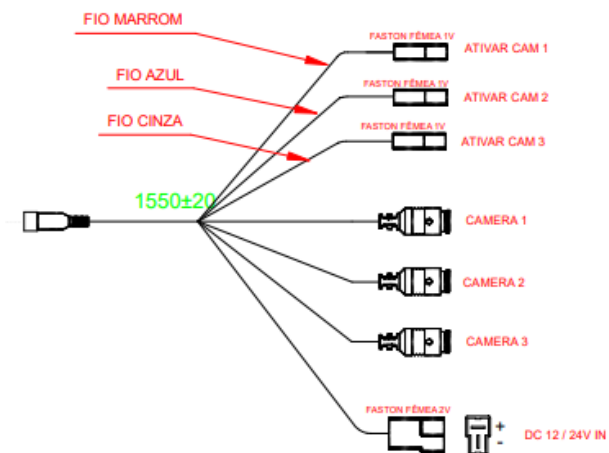 FIO MARROM
FASTON FÊMEA 1V
ATIVAR CAM 1
FIO AZUL
FASTON FÊMEA 1V
ATIVAR CAM 2
FIO CINZA
FASTON FÊMEA 1V
ATIVAR CAM 3
1550±20
CAMERA 1
CAMERA 2
CAMERA 3
FASTON FÊMEA 2V
+
-
DC 12 / 24V IN